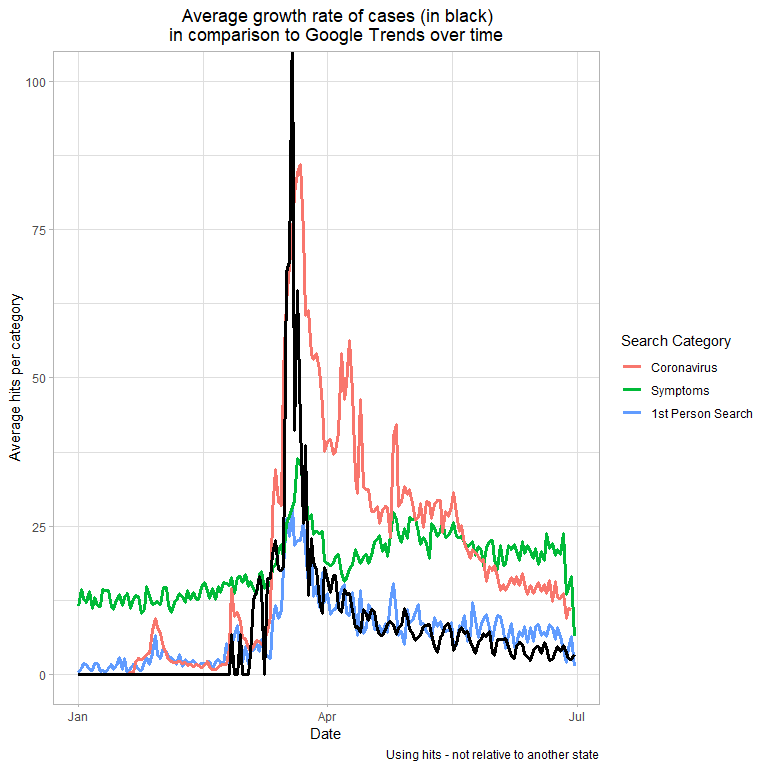 Average growth rate of cases (in black)
in comparison to Google Trends over time
Average hits per category
100
75
50
25
0
Jan
Apr
Jul
Date
Search Category
Coronavirus
Symptoms
1st Person Search
Using hits - not relative to another state